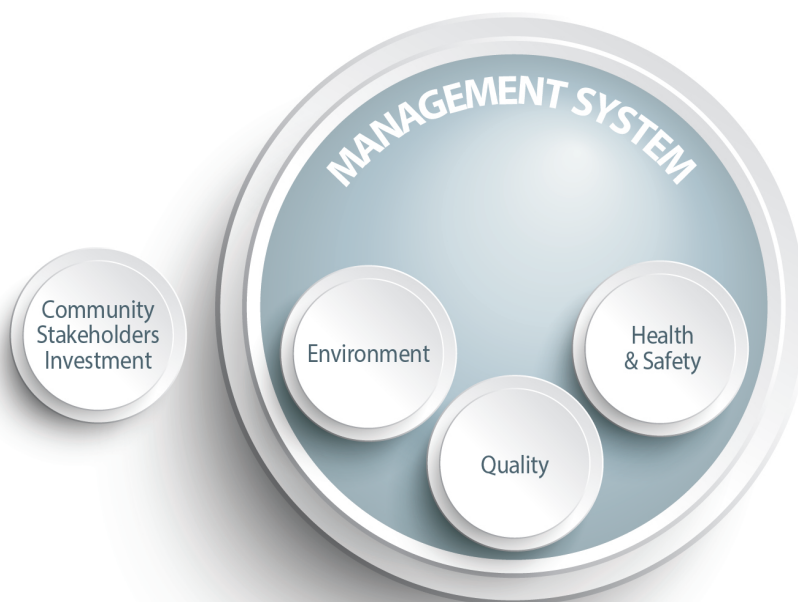 MANAGEMENT SYSTEM
Community
Stakeholders
Investment
Environment
Health
& Safety
Quality